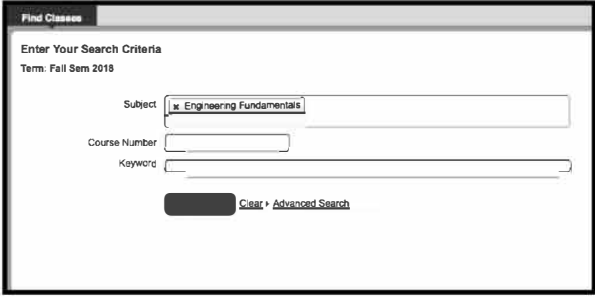 Find Classes
Enter Your Search Criteria
Term: Fall Sem 2018
Subject
x Engineering Fundamentals
Course Number
Keyword
Clear Advanced Search